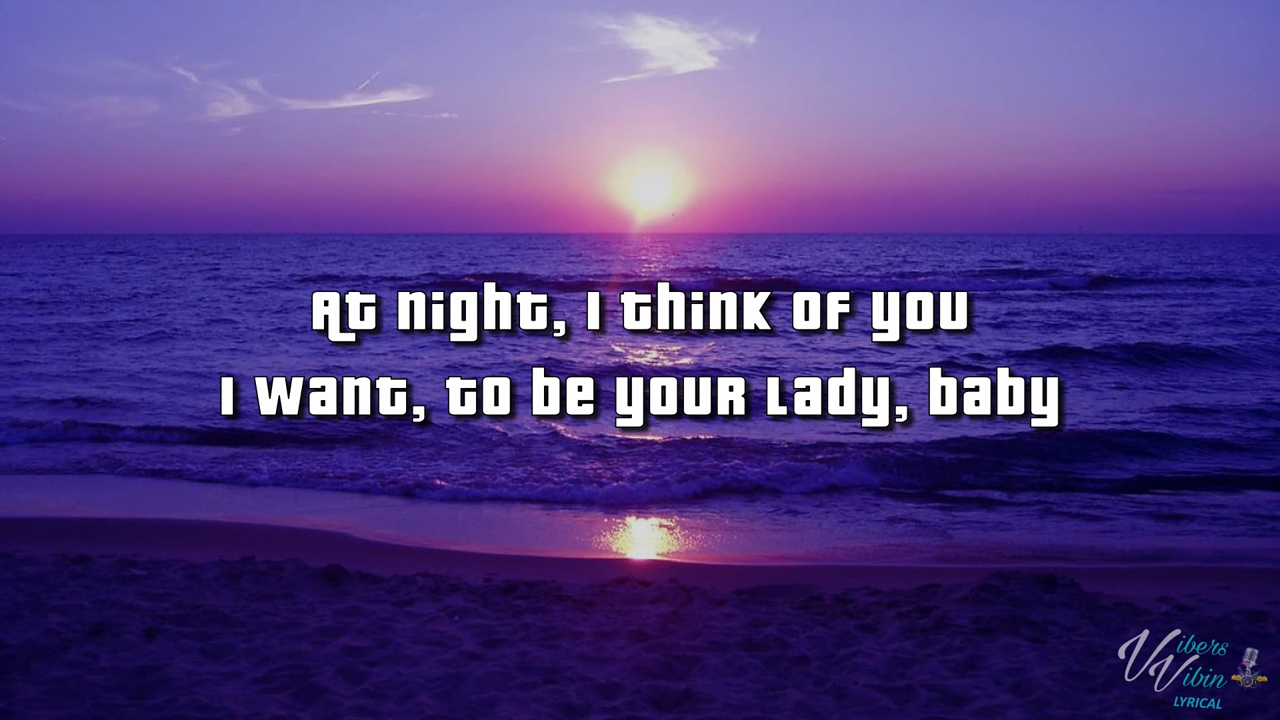 At night, I think of you
I want, to be your lady, baby
Vibers
Vibin
LYRICAL